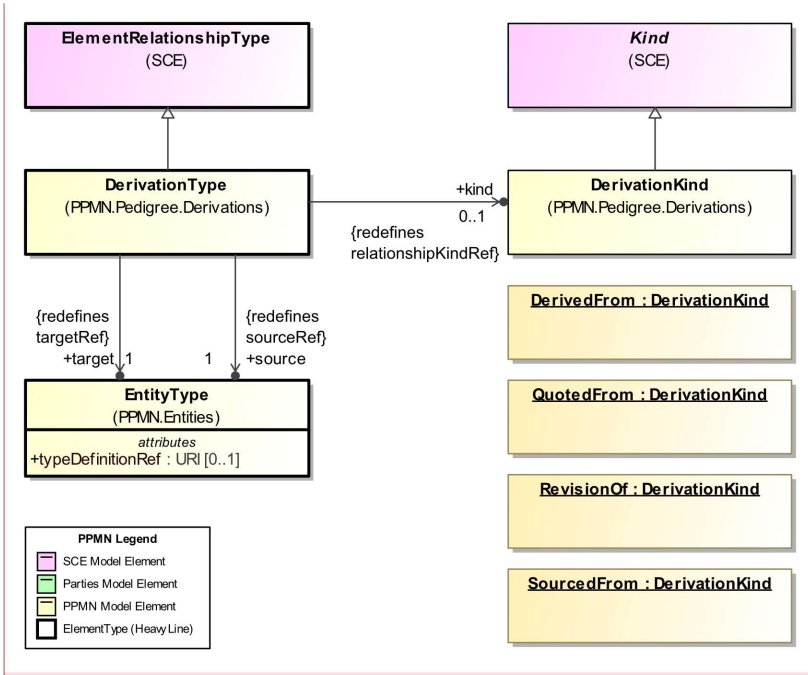 ElementRelationshipType
(SCE)
Kind
(SCE)
DerivationType
(PPMN.Pedigree.Derivations)
+kind
0..1
{redefines
relationshipKindRef}
DerivationKind
(PPMN.Pedigree.Derivations)
{redefines
targetRef}
+target 1
{redefines
sourceRef}
1 +source
EntityType
(PPMN.Entities)
attributes
+typeDefinitionRef : URI [0..1]
DerivedFrom : DerivationKind
QuotedFrom : DerivationKind
RevisionOf : DerivationKind
SourcedFrom : DerivationKind
PPMN Legend
SCE Model Element
Parties Model Element
PPMN Model Element
ElementType (Heavy Line)